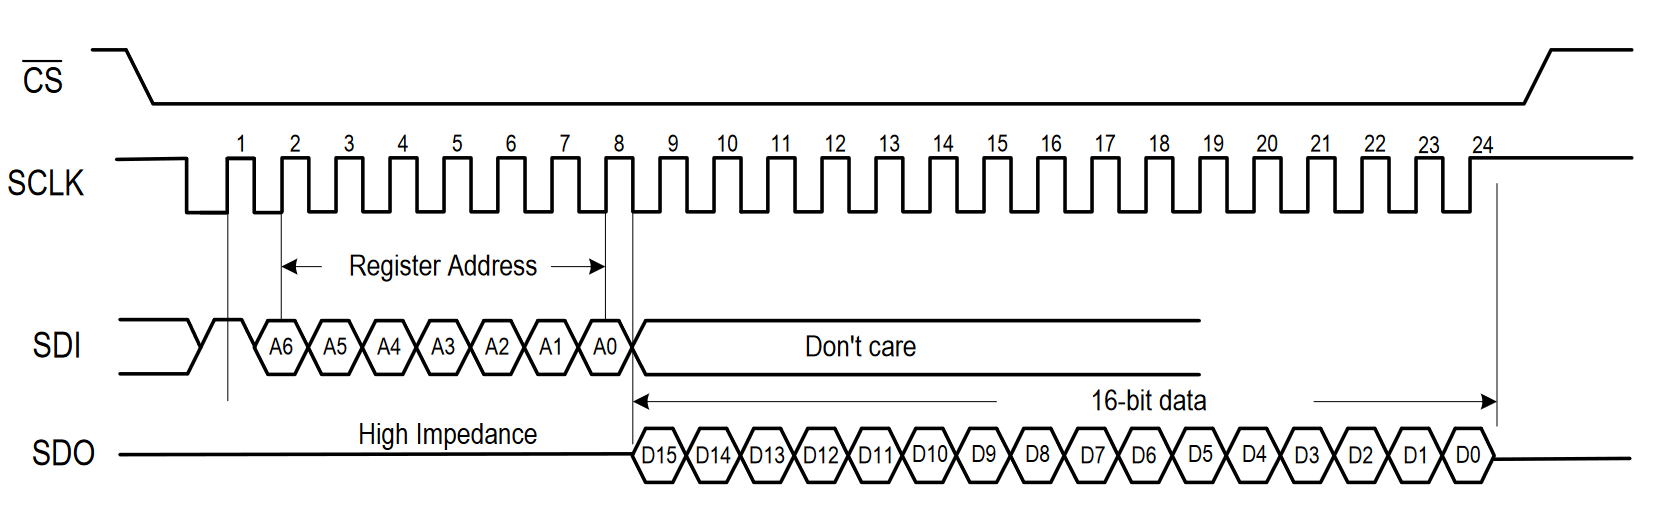 C̅S̅
1 2 3 4 5 6 7 8 9 10 11 12 13 14 15 16 17 18 19 20 21 22 23 24
SCLK
Register Address
SDI A6 A5 A4 A3 A2 A1 A0 Don't care
16-bit data
High Impedance
SDO D15 D14 D13 D12 D11 D10 D9 D8 D7 D6 D5 D4 D3 D2 D1 D0